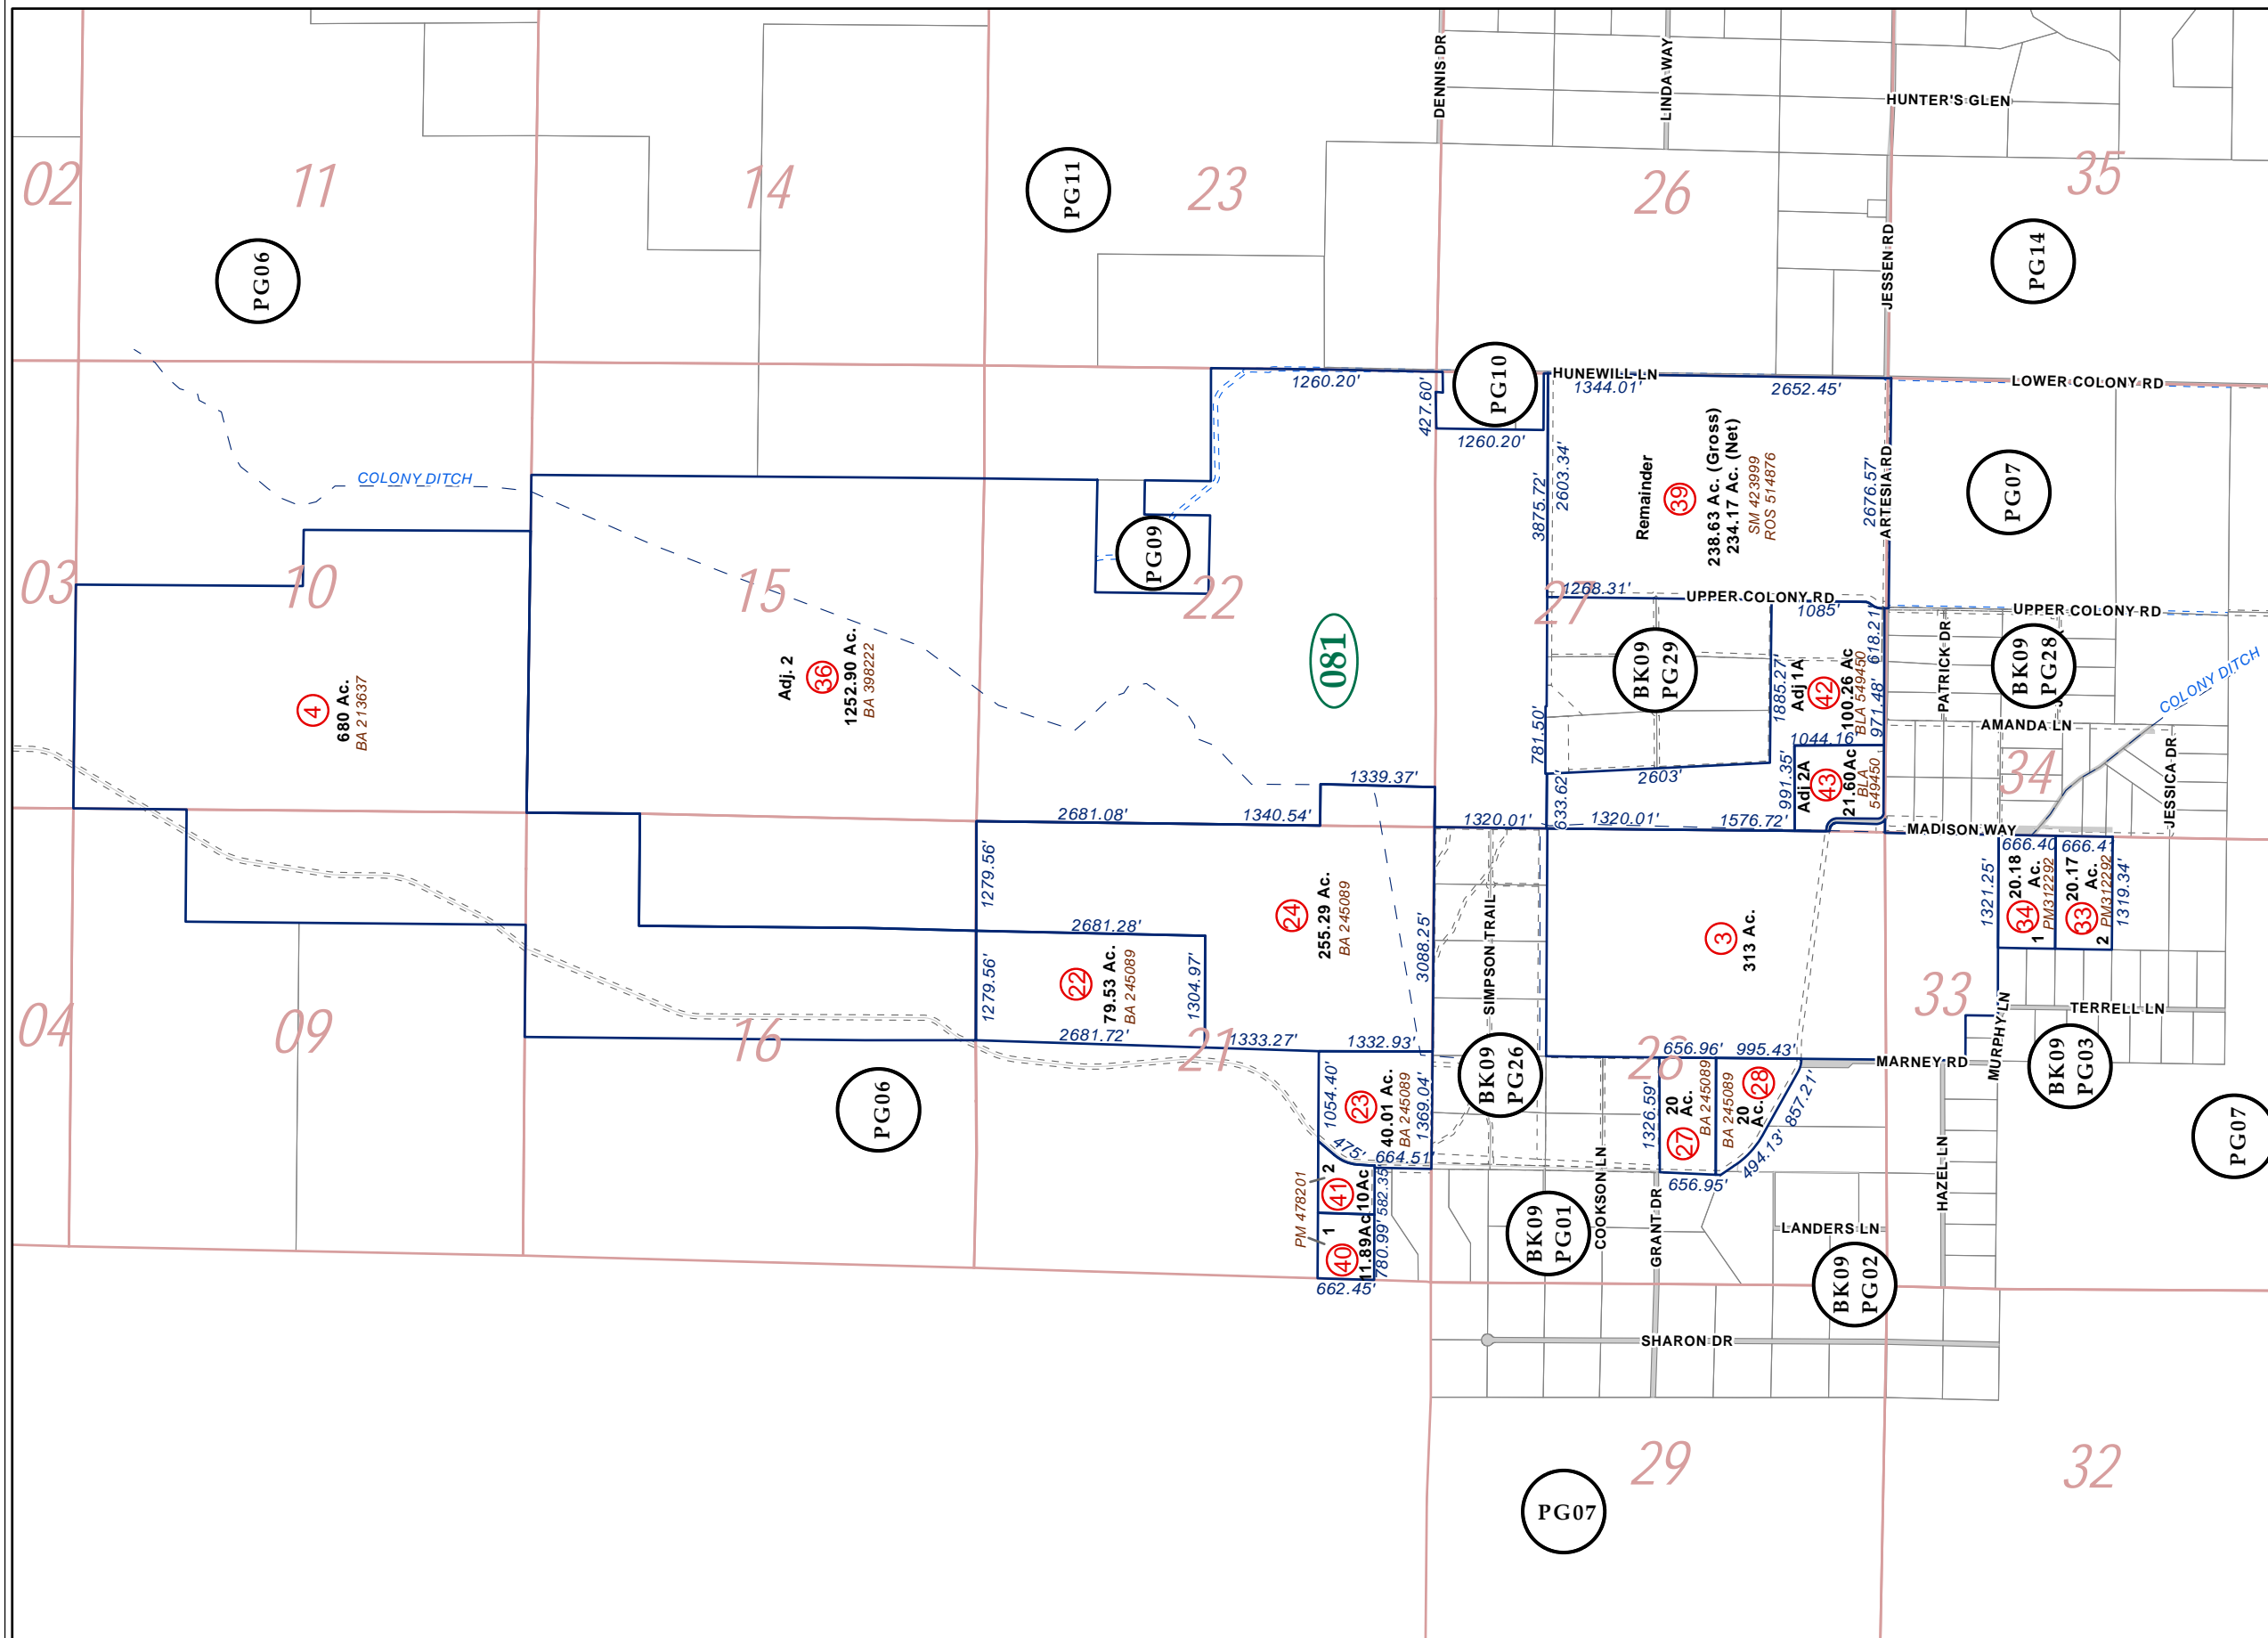 02
11
14
PG11
23
DENNIS DR
LINDA WAY
26
HUNTER'S GLEN
35
PG06
JESSEN RD
PG14
1260.20'
427.60'
PG10
HUNEWILL LN
1344.01'
2652.45'
LOWER COLONY RD
1260.20'
COLONY DITCH
3875.72'
2603.34'
Remainder
39
238.63 Ac. (Gross)
234.17 Ac. (Net)
SM 423999
ROS 514876
2676.57'
ARTESIA RD
PG07
03
10
15
PG09
22
27
1268.31'
UPPER COLONY RD
1085'
UPPER COLONY RD
4
680 Ac.
BA 213637
Adj. 2
36
1252.90 Ac.
BA 398222
081
BK09
PG29
1885.27'
Adj 1A
42
100.26 Ac
BLA 549450
618.21'
971.48'
PATRICK DR
BK09
PG28
COLONY DITCH
AMANDA LN
781.50'
2603'
1044.16'
991.35'
Adj 2A
43
21.60Ac
BLA
549450
34
JESSICA DR
1339.37'
2681.08'
1340.54'
1320.01'
633.62'
1320.01'
1576.72'
MADISON WAY
666.40
666.41
1279.56'
24
255.29 Ac.
BA 245089
2681.28'
3088.25'
SIMPSON TRAIL
3
313 Ac.
1321.25'
34
20.18
Ac.
PM312292
1
33
20.17
Ac.
PM312292
2
1319.34'
1279.56'
22
79.53 Ac.
BA 245089
1304.97'
33
TERRELL LN
04
09
16
2681.72'
21
1333.27'
1332.93'
28
656.96'
995.43'
MARNEY RD
MURPHY LN
BK09
PG03
PG06
1054.40'
23
40.01 Ac.
BA 245089
1369.04'
BK09
PG26
1326.59'
27
20
Ac.
BA 245089
BA 245089
20
Ac.
28
857.21'
494.13'
PG07
475'
664.51'
656.95'
PM 478201
2
41
10Ac
582.35'
1
40
11.89Ac
780.99'
662.45'
BK09
PG01
COOKSON LN
GRANT DR
LANDERS LN
HAZEL LN
BK09
PG02
SHARON DR
29
32
PG07